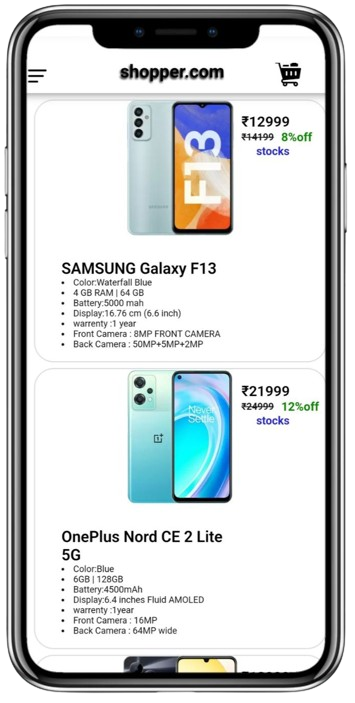 shopper.com
F13
SAMSUNG
₹12999
₹14199 8%off
stocks
SAMSUNG Galaxy F13
Color:Waterfall Blue
4 GB RAM | 64 GB
Battery:5000 mah
Display:16.76 cm (6.6 inch)
warrenty :1 year
Front Camera : 8MP FRONT CAMERA
Back Camera : 50MP+5MP+2MP
Never
Settle
₹21999
₹24999 12%off
stocks
OnePlus Nord CE 2 Lite
5G
Color:Blue
6GB | 128GB
Battery:4500mAh
Display:6.4 inches Fluid AMOLED
warrenty :1year
Front Camera : 16MP
Back Camera : 64MP wide